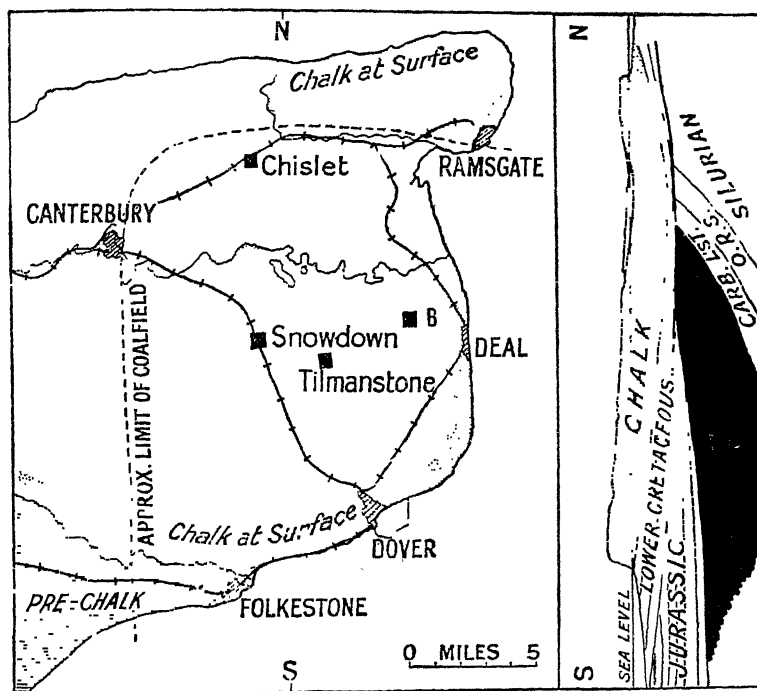 N
Chalk at Surface
Chislet
RAMSGATE
CANTERBURY
B
Snowdown
DEAL
Tilmanstone
APPROX. LIMIT OF COALFIELD
Chalk at Surface
DOVER
PRE-CHALK
FOLKESTONE
0 MILES 5
S
N
SILURIAN
O.R.S.
CARB. LST.
CHALK
LOWER CRETACEOUS
JURASSIC
SEA LEVEL
S